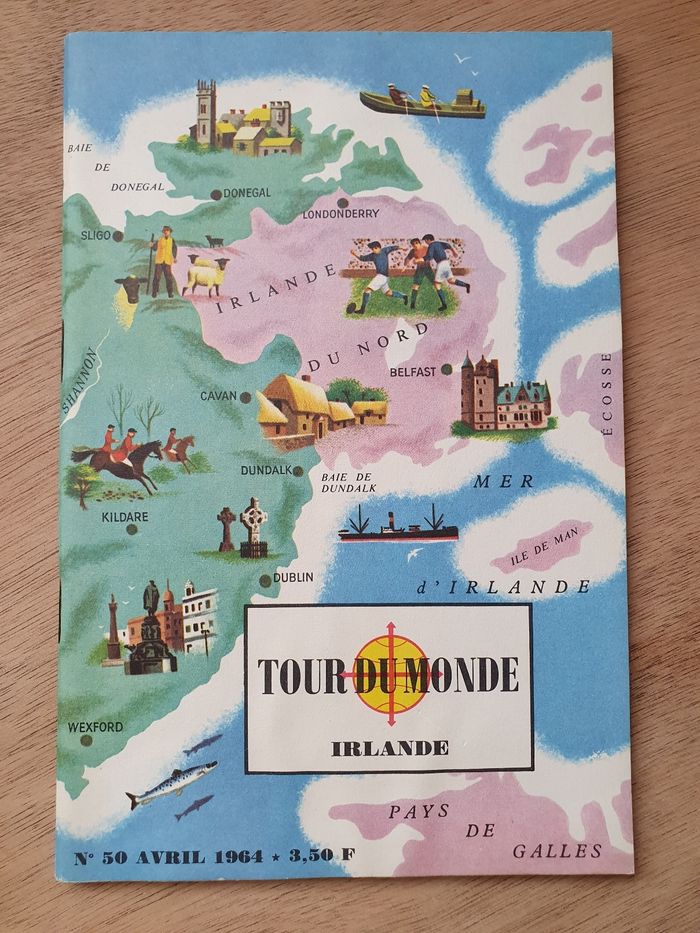 BAIE
DE
DONEGAL
DONEGAL
LONDONDERRY
SLIGO
IRLANDE
DU NORD
SHANNON
BELFAST
ÉCOSSE
CAVAN
DUNDALK
BAIE DE
DUNDALK
MER
KILDARE
ILE DE MAN
DUBLIN
d'IRLANDE
TOUR DU MONDE
IRLANDE
WEXFORD
PAYS
DE
GALLES
N° 50 AVRIL 1964 ★ 3,50 F